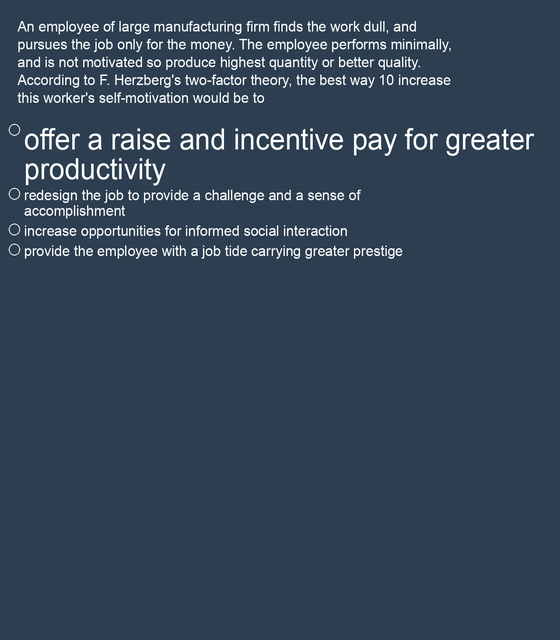 An employee of large manufacturing firm finds the work dull, and
pursues the job only for the money. The employee performs minimally,
and is not motivated so produce highest quantity or better quality.
According to F. Herzberg's two-factor theory, the best way 10 increase
this worker's self-motivation would be to
offer a raise and incentive pay for greater
productivity
redesign the job to provide a challenge and a sense of
accomplishment
increase opportunities for informed social interaction
provide the employee with a job tide carrying greater prestige